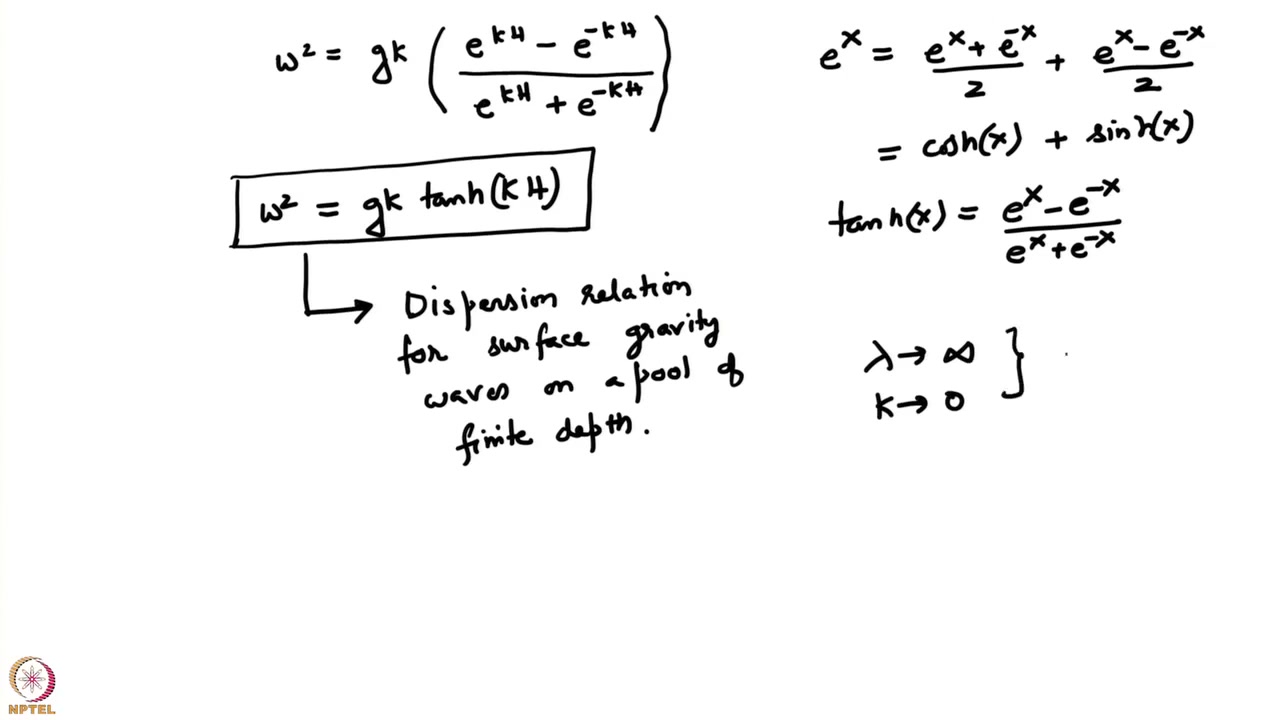 ω² = gk ( (e^{kH} − e^{−kH}) / (e^{kH} + e^{−kH}) )
ω² = gk tanh(kH)
Dispersion relation
for surface gravity
waves on a pool of
finite depth.
e^x = (e^x + e^{−x})/2 + (e^x − e^{−x})/2
= cosh(x) + sinh(x)
tanh(x) = (e^x − e^{−x}) / (e^x + e^{−x})
λ → ∞ }
k → 0
NPTEL